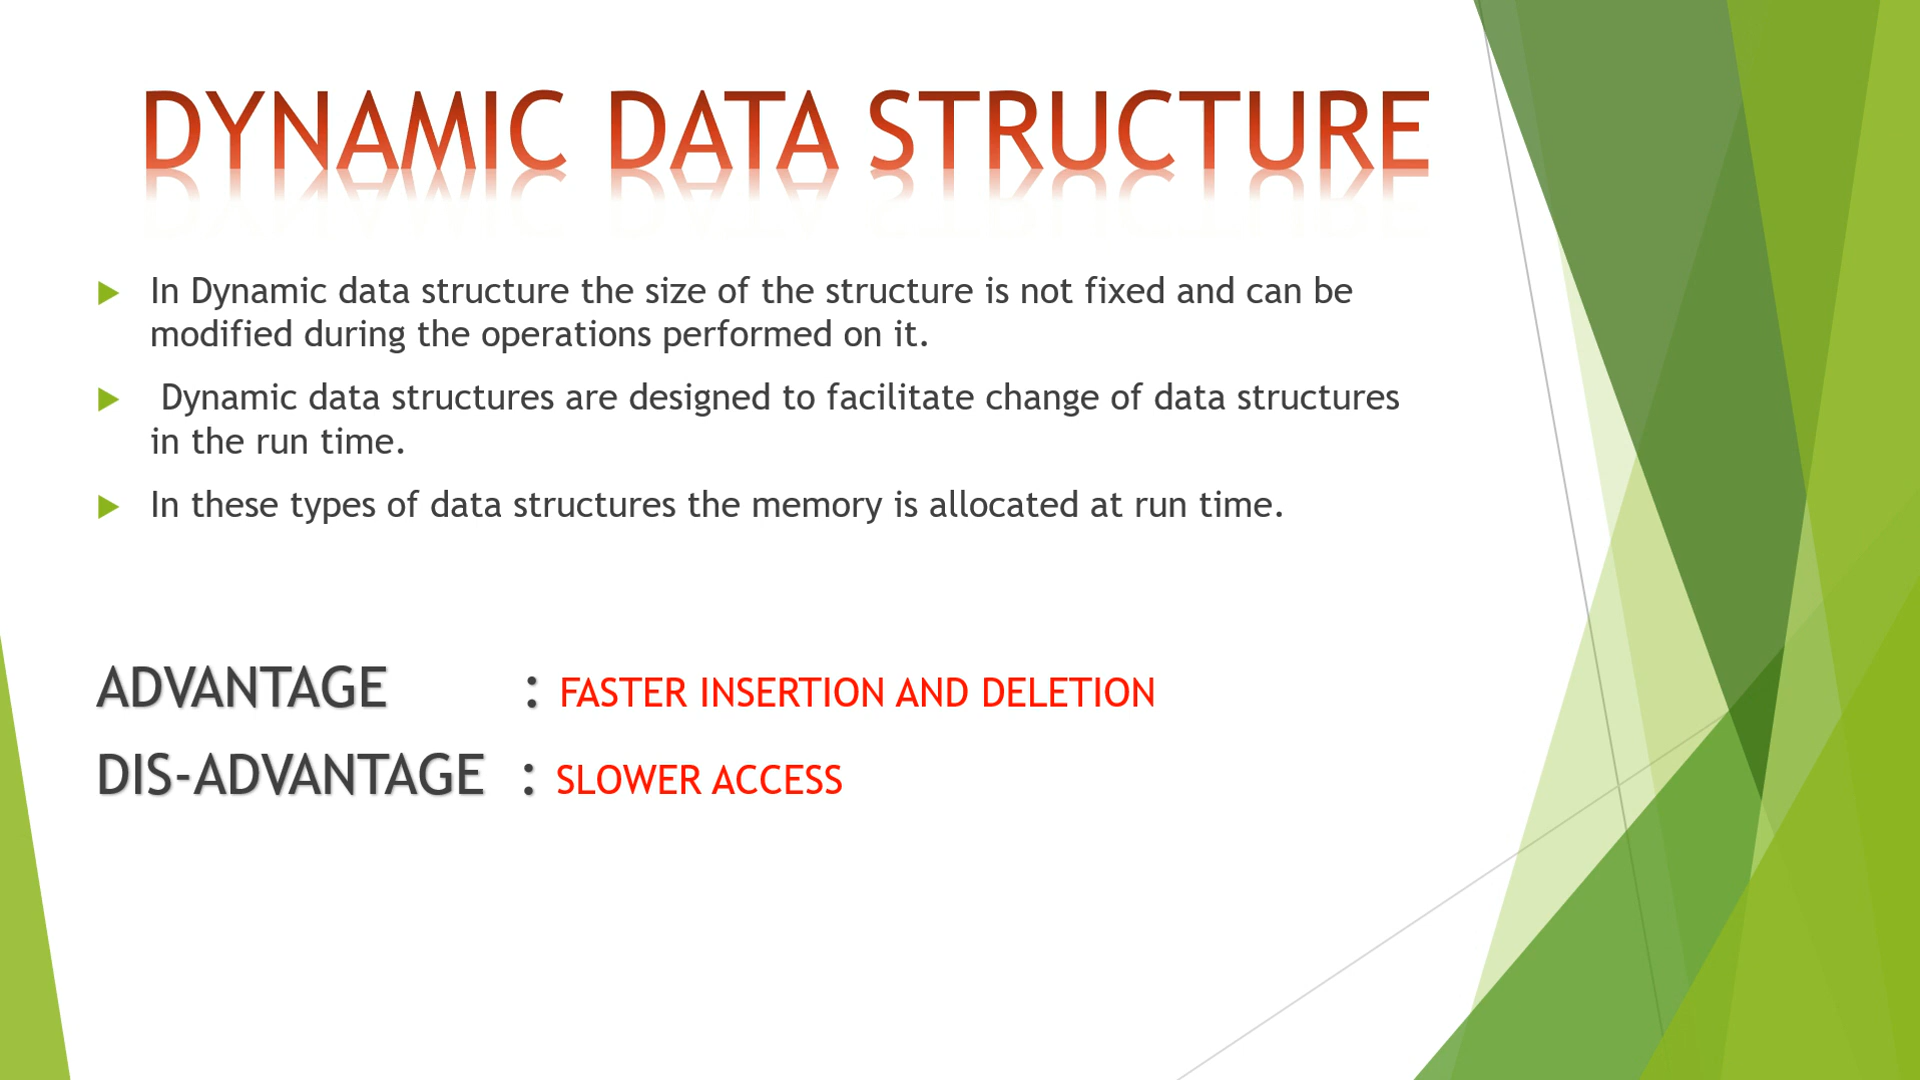 DYNAMIC DATA STRUCTURE
In Dynamic data structure the size of the structure is not fixed and can be
modified during the operations performed on it.
Dynamic data structures are designed to facilitate change of data structures
in the run time.
In these types of data structures the memory is allocated at run time.
ADVANTAGE : FASTER INSERTION AND DELETION
DIS-ADVANTAGE : SLOWER ACCESS